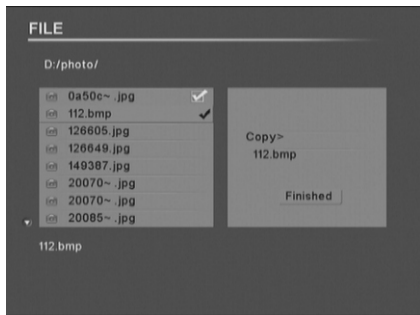 FILE
D:/photo/
0a50c~ .jpg
112.bmp
126605.jpg
126649.jpg
149387.jpg
20070~ .jpg
20070~ .jpg
20085~ .jpg
Copy>
112.bmp
Finished
112.bmp